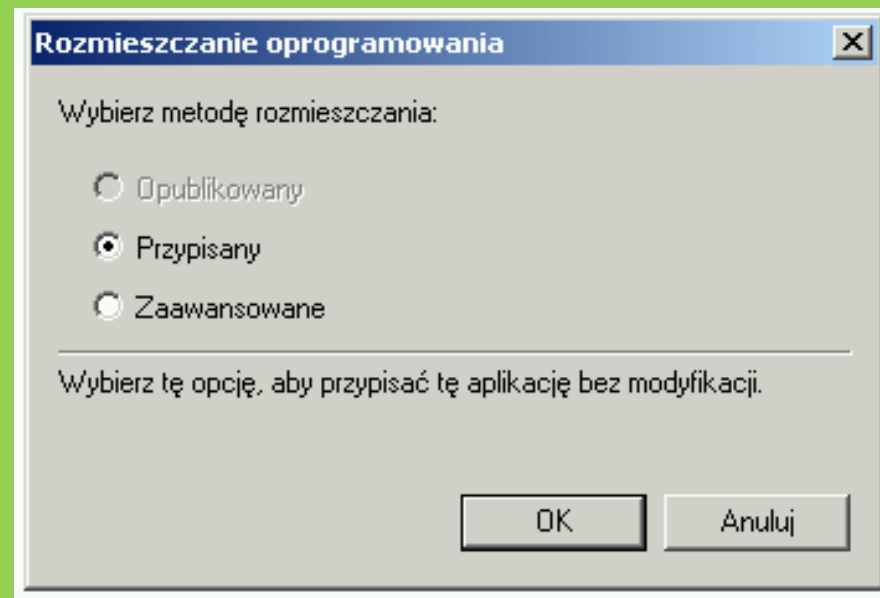 Rozmieszczanie oprogramowania
Wybierz metodę rozmieszczania:
Opublikowany
Przypisany
Zaawansowane
Wybierz tę opcję, aby przypisać tę aplikację bez modyfikacji.
OK Anuluj